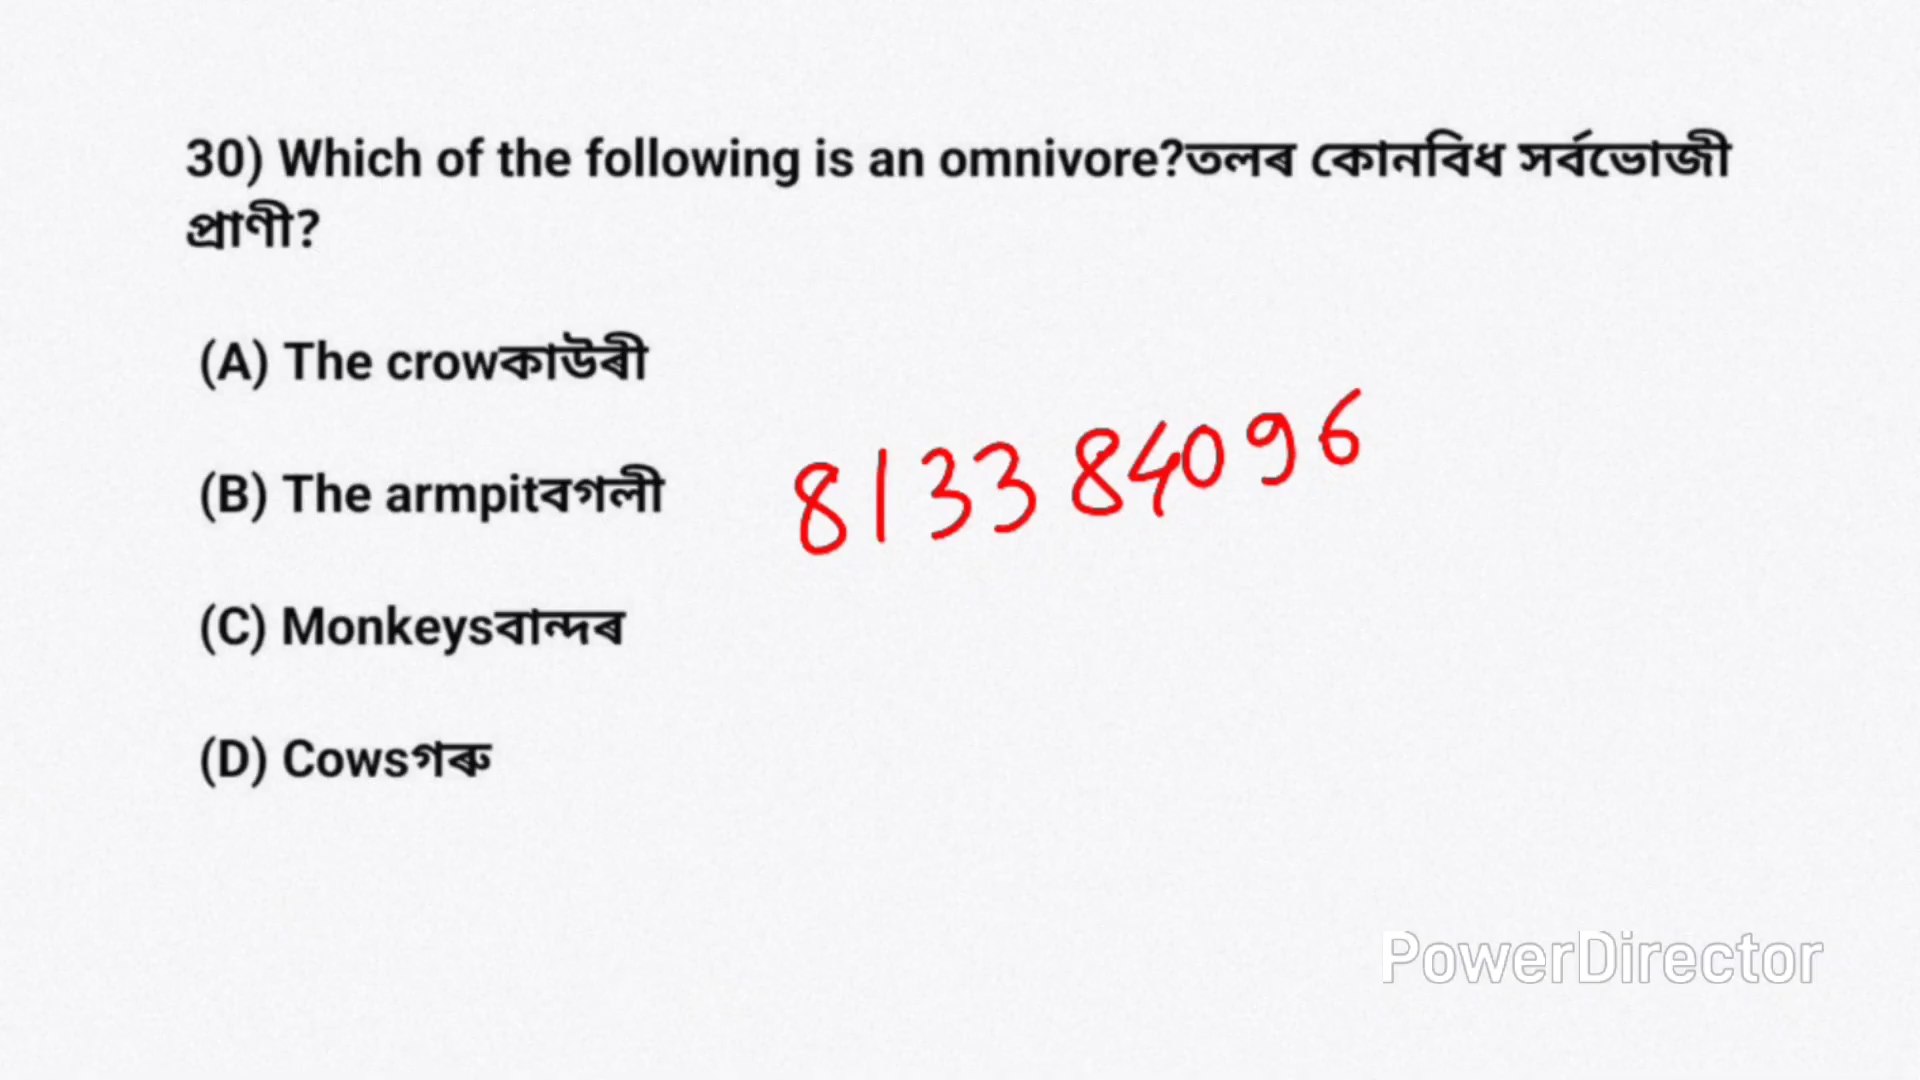 30) Which of the following is an omnivore?তলৰ কোনবিধ সৰ্বভোজী
প্ৰাণী?
(A) The crowকাউৰী
(B) The armpitবগলী
813384096
(C) Monkeysবান্দৰ
(D) Cowsগৰু
PowerDirector